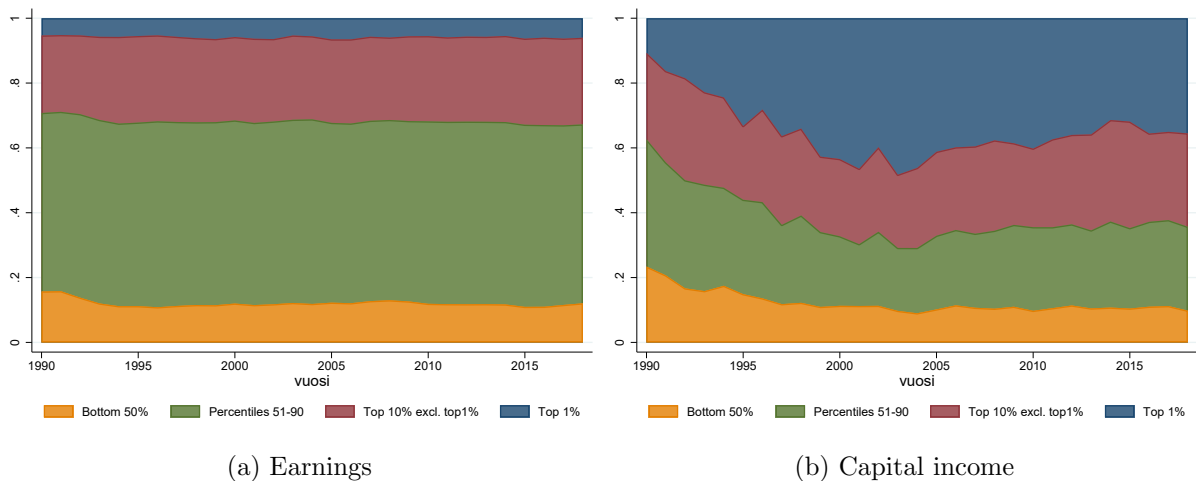 1
.8
.6
.4
.2
0
1990 1995 2000 2005 2010 2015
vuosi
Bottom 50% Percentiles 51-90 Top 10% excl. top1% Top 1%
(a) Earnings
1
.8
.6
.4
.2
0
1990 1995 2000 2005 2010 2015
vuosi
Bottom 50% Percentiles 51-90 Top 10% excl. top1% Top 1%
(b) Capital income